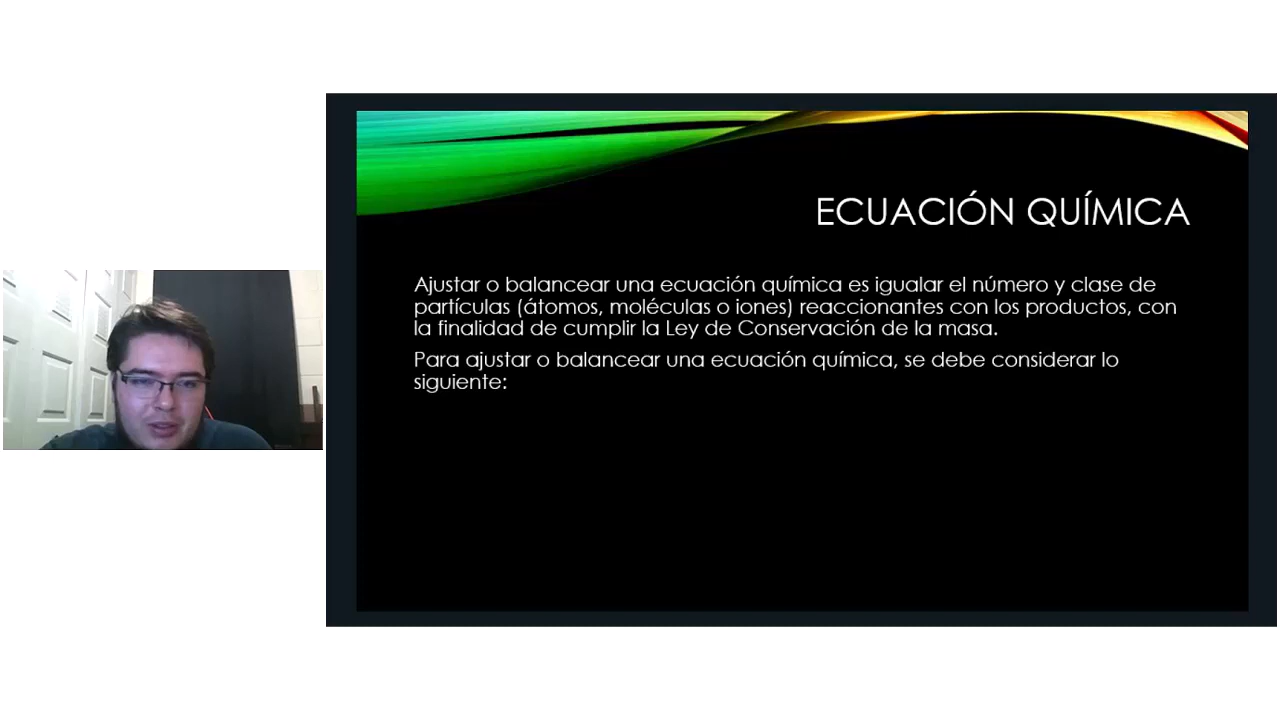 ECUACIÓN QUÍMICA
Ajustar o balancear una ecuación química es igualar el número y clase de
partículas (átomos, moléculas o iones) reaccionantes con los productos, con
la finalidad de cumplir la Ley de Conservación de la masa.
Para ajustar o balancear una ecuación química, se debe considerar lo
siguiente: